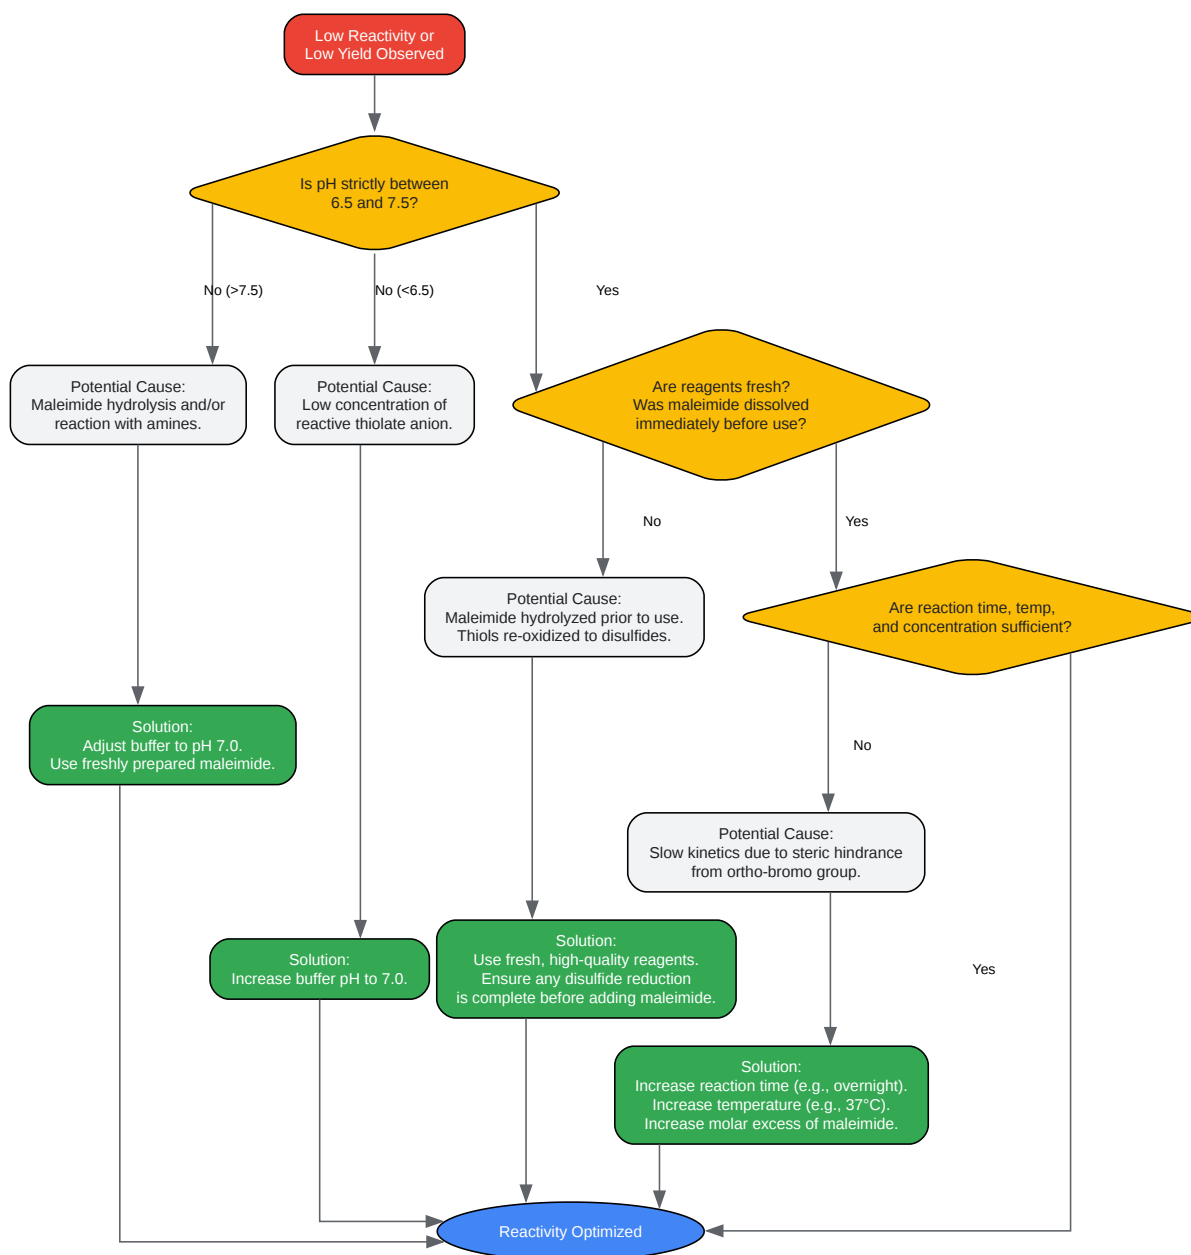 Low Reactivity or
Low Yield Observed
Is pH strictly between
6.5 and 7.5?
No (>7.5)
No (<6.5)
Yes
Potential Cause:
Maleimide hydrolysis and/or
reaction with amines.
Potential Cause:
Low concentration of
reactive thiolate anion.
Are reagents fresh?
Was maleimide dissolved
immediately before use?
No
Yes
Potential Cause:
Maleimide hydrolyzed prior to use.
Thiols re-oxidized to disulfides.
Are reaction time, temp,
and concentration sufficient?
Solution:
Adjust buffer to pH 7.0.
Use freshly prepared maleimide.
No
Potential Cause:
Slow kinetics due to steric hindrance
from ortho-bromo group.
Solution:
Increase buffer pH to 7.0.
Solution:
Use fresh, high-quality reagents.
Ensure any disulfide reduction
is complete before adding maleimide.
Yes
Solution:
Increase reaction time (e.g., overnight).
Increase temperature (e.g., 37°C).
Increase molar excess of maleimide.
Reactivity Optimized